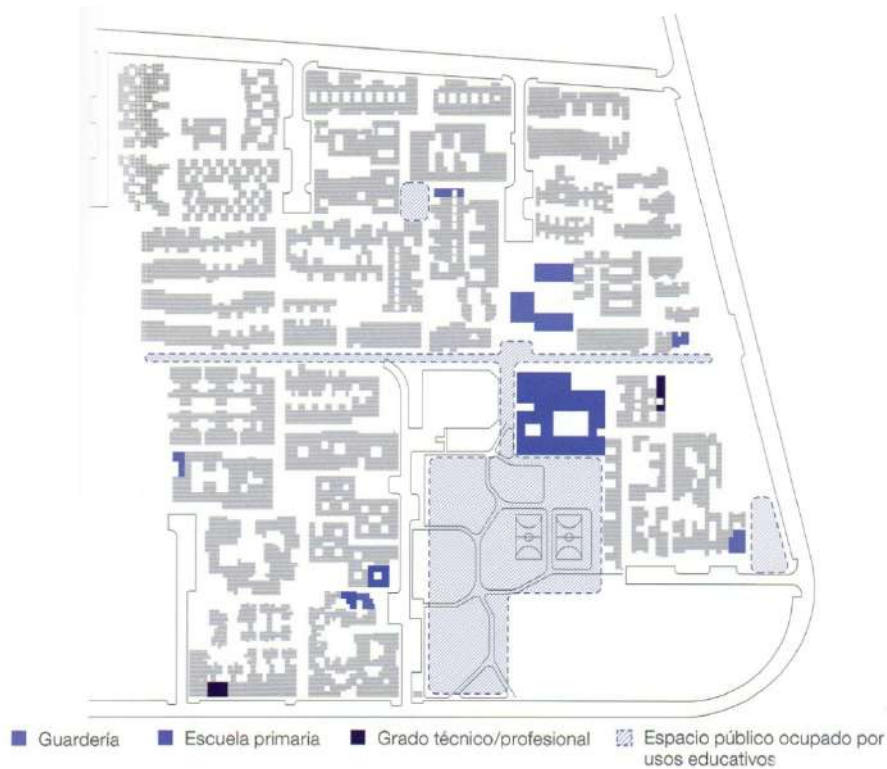 Guardería
Escuela primaria
Grado técnico/profesional
Espacio público ocupado por
usos educativos